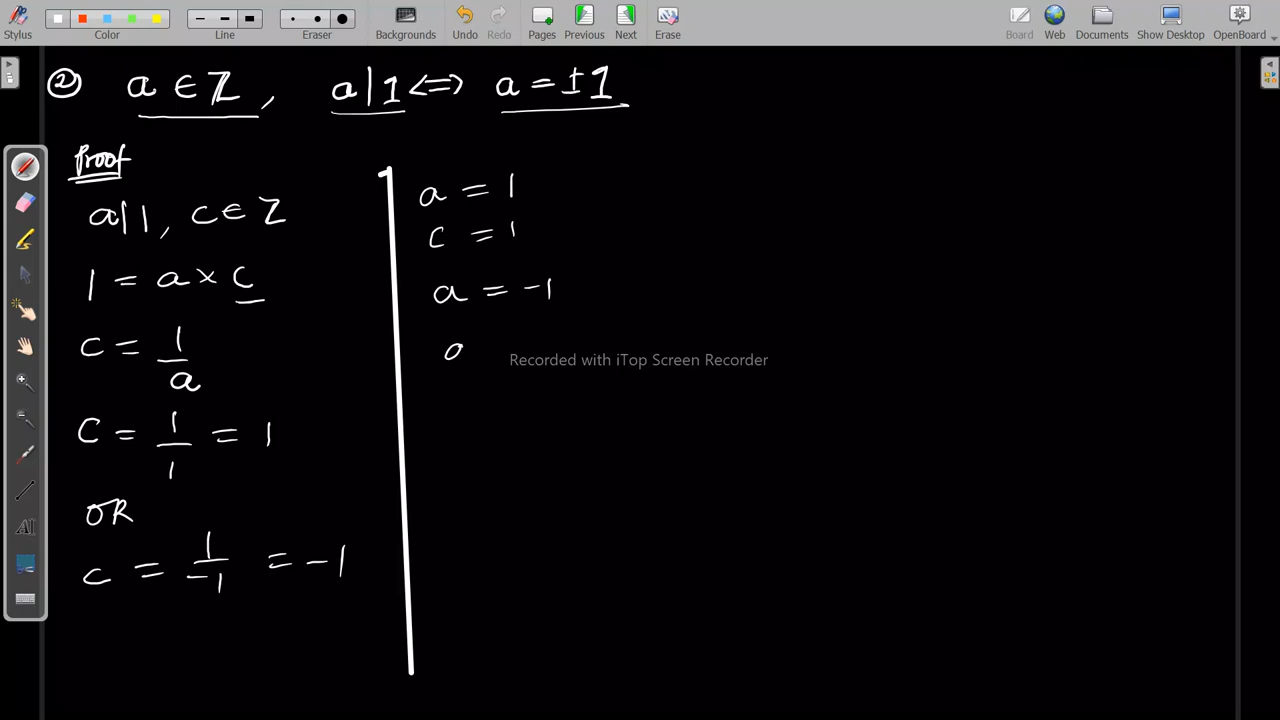 Stylus Color Line Eraser Backgrounds Undo Redo Pages Previous Next Erase Board Web Documents Show Desktop OpenBoard
② a ∈ ℤ, a|1 <=> a = ±1
Proof
a|1, c ∈ ℤ
1 = a × c
c = 1/a
C = 1/1 = 1
OR
c = 1/-1 = -1
a = 1
c = 1
a = -1
Recorded with iTop Screen Recorder